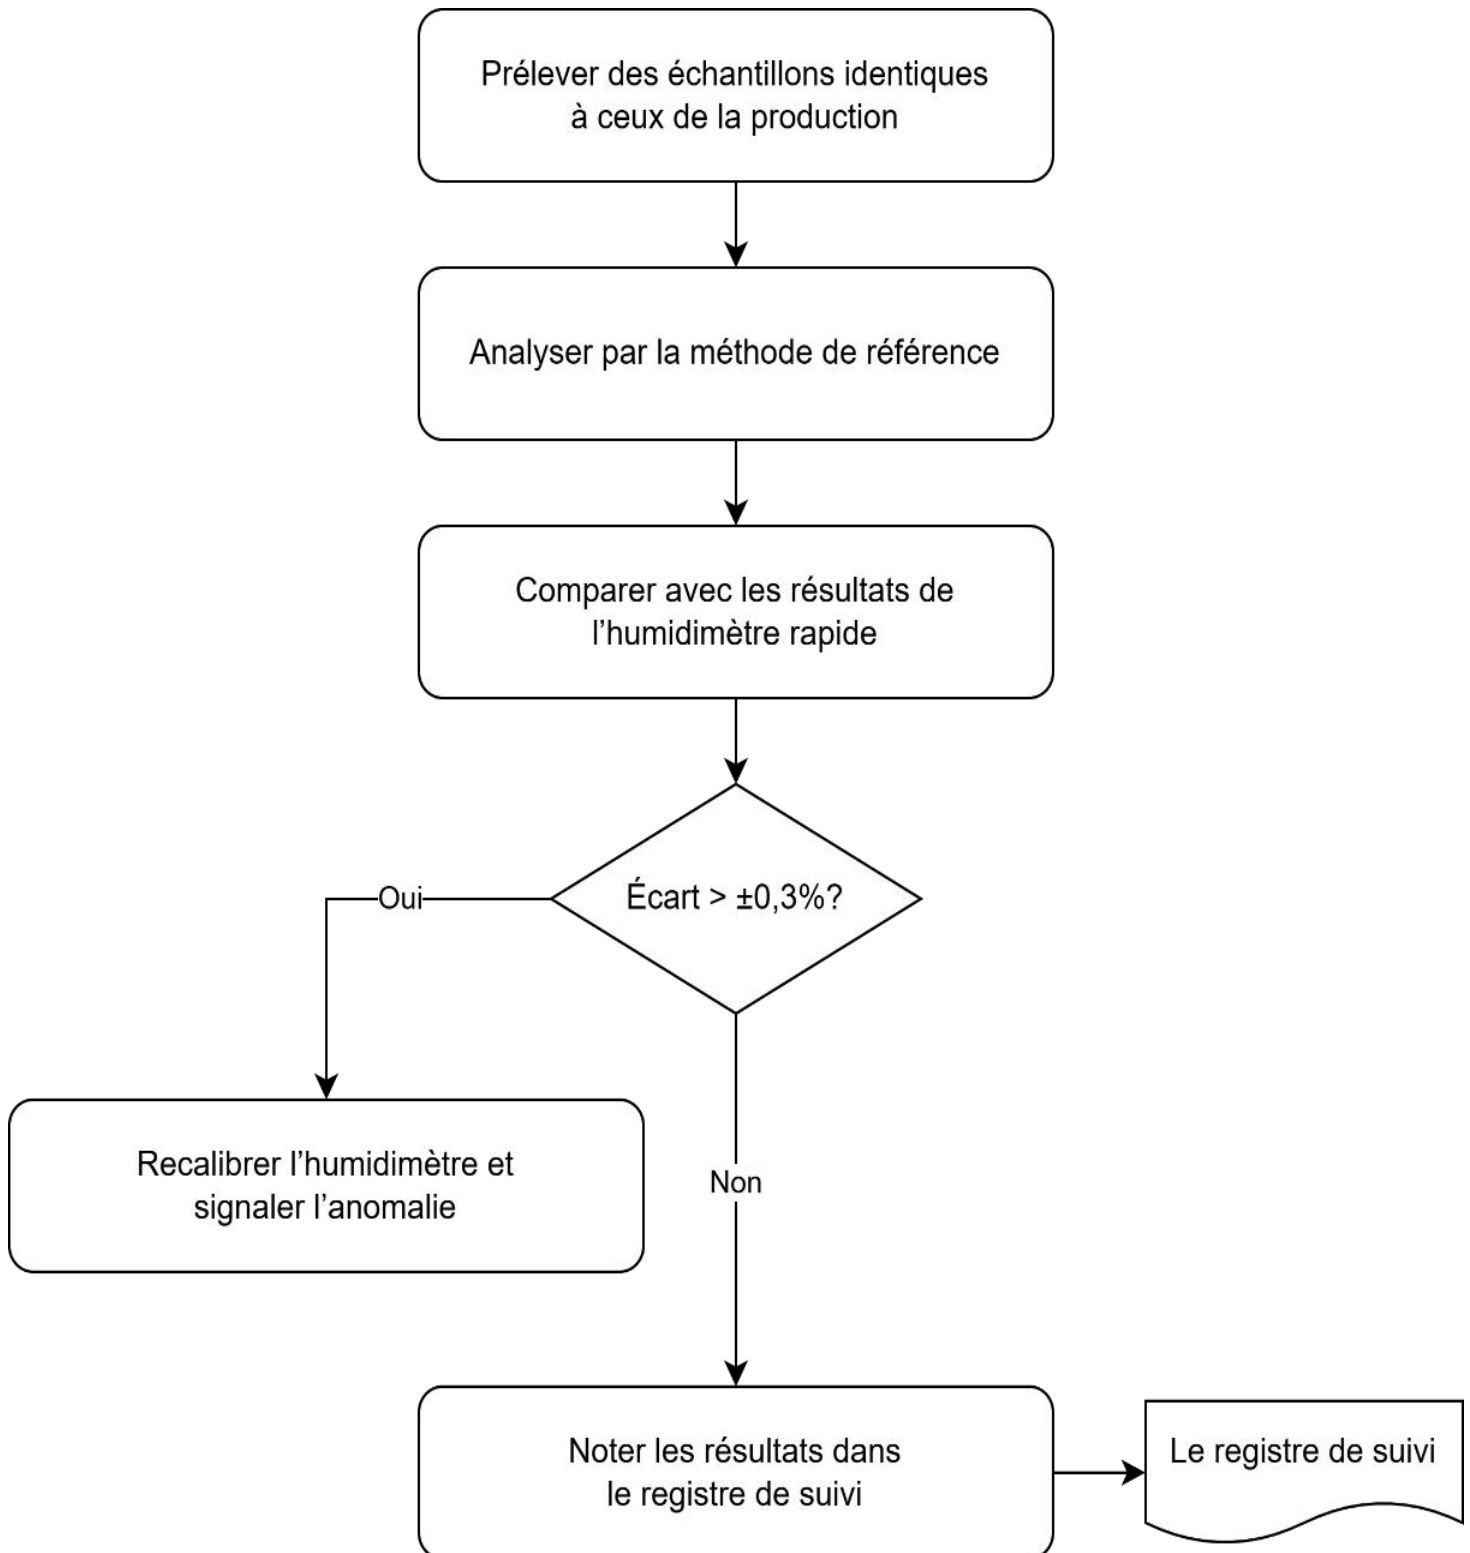 Prélever des échantillons identiques
à ceux de la production
Analyser par la méthode de référence
Comparer avec les résultats de
l’humidimètre rapide
Écart > ±0,3%?
Oui
Recalibrer l’humidimètre et
signaler l’anomalie
Non
Noter les résultats dans
le registre de suivi
Le registre de suivi